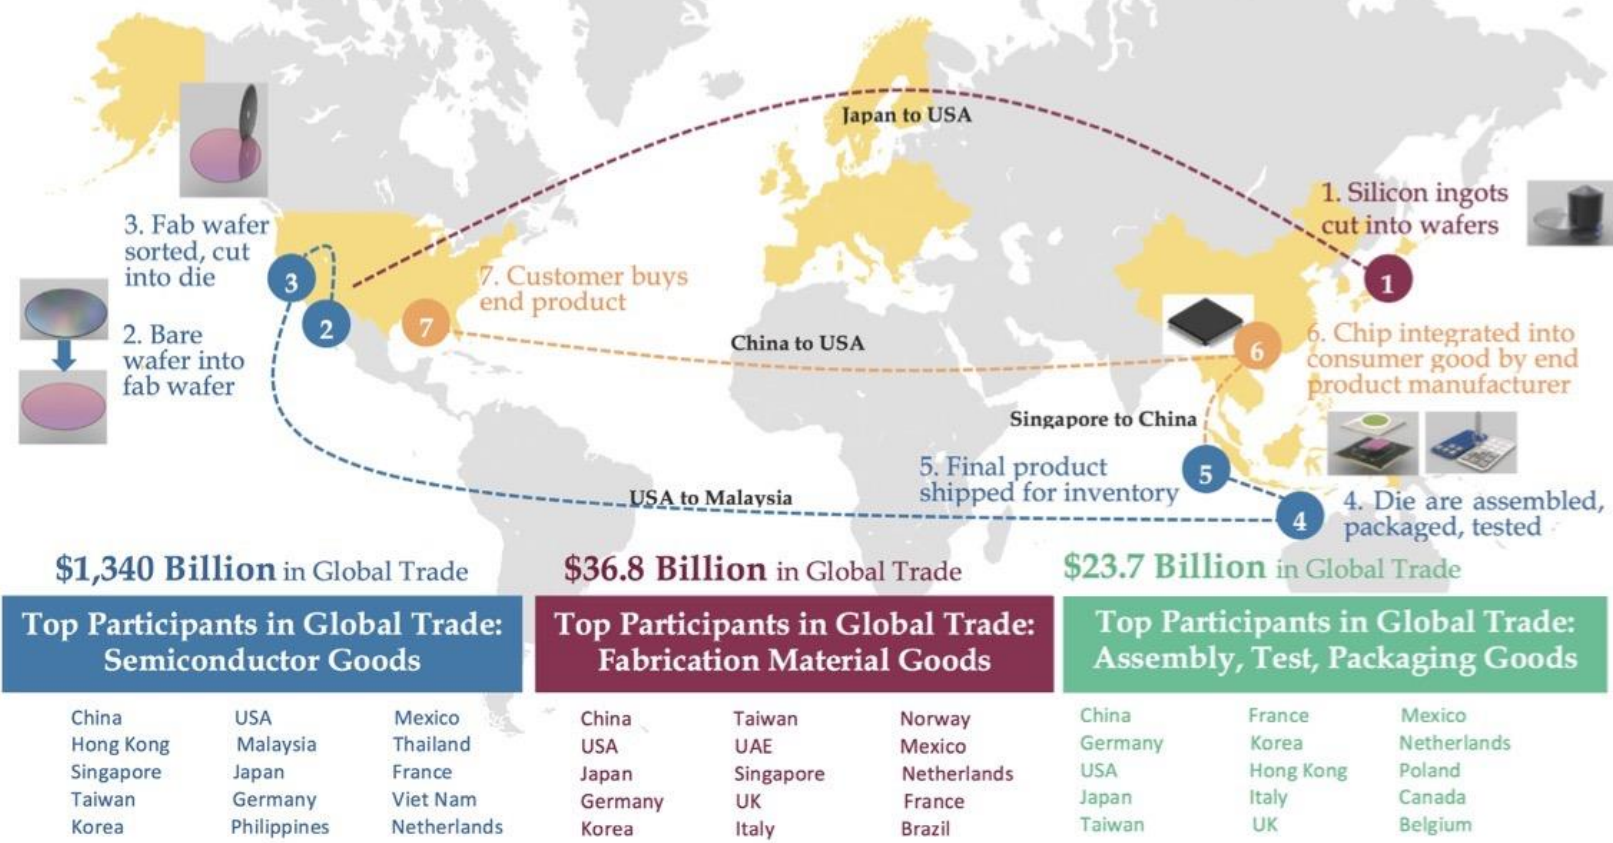 Japan to USA
1. Silicon ingots
cut into wafers
1
3. Fab wafer
sorted, cut
into die
3
2
2. Bare
wafer into
fab wafer
7. Customer buys
end product
7
China to USA
6
6. Chip integrated into
consumer good by end
product manufacturer
Singapore to China
5. Final product
shipped for inventory
5
USA to Malaysia
4
4. Die are assembled,
packaged, tested
$1,340 Billion in Global Trade
Top Participants in Global Trade:
Semiconductor Goods
China USA Mexico
Hong Kong Malaysia Thailand
Singapore Japan France
Taiwan Germany Viet Nam
Korea Philippines Netherlands
$36.8 Billion in Global Trade
Top Participants in Global Trade:
Fabrication Material Goods
China Taiwan Norway
USA UAE Mexico
Japan Singapore Netherlands
Germany UK France
Korea Italy Brazil
$23.7 Billion in Global Trade
Top Participants in Global Trade:
Assembly, Test, Packaging Goods
China France Mexico
Germany Korea Netherlands
USA Hong Kong Poland
Japan Italy Canada
Taiwan UK Belgium